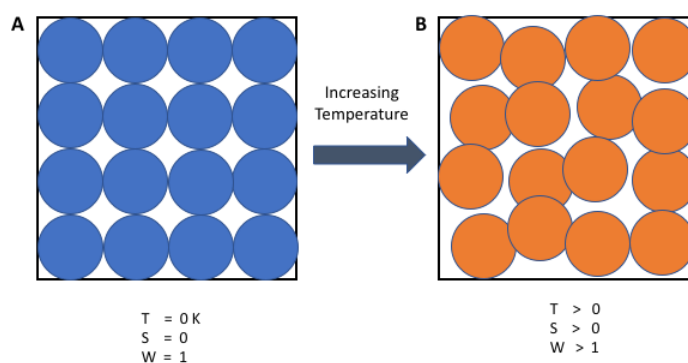 A
B
Increasing
Temperature
T = 0 K
S = 0
W = 1
T > 0
S > 0
W > 1